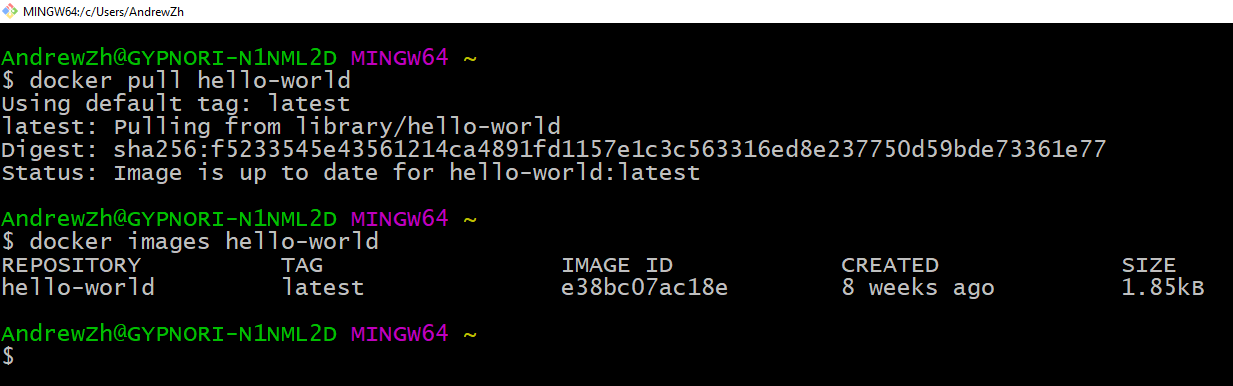 MINGW64:/c/Users/AndrewZh
AndrewZh@GYPNORI-N1NML2D MINGW64 ~
$ docker pull hello-world
Using default tag: latest
latest: Pulling from library/hello-world
Digest: sha256:f5233545e43561214ca4891fd1157e1c3c563316ed8e237750d59bde73361e77
Status: Image is up to date for hello-world:latest
AndrewZh@GYPNORI-N1NML2D MINGW64 ~
$ docker images hello-world
REPOSITORY TAG IMAGE ID CREATED SIZE
hello-world latest e38bc07ac18e 8 weeks ago 1.85kB
AndrewZh@GYPNORI-N1NML2D MINGW64 ~
$